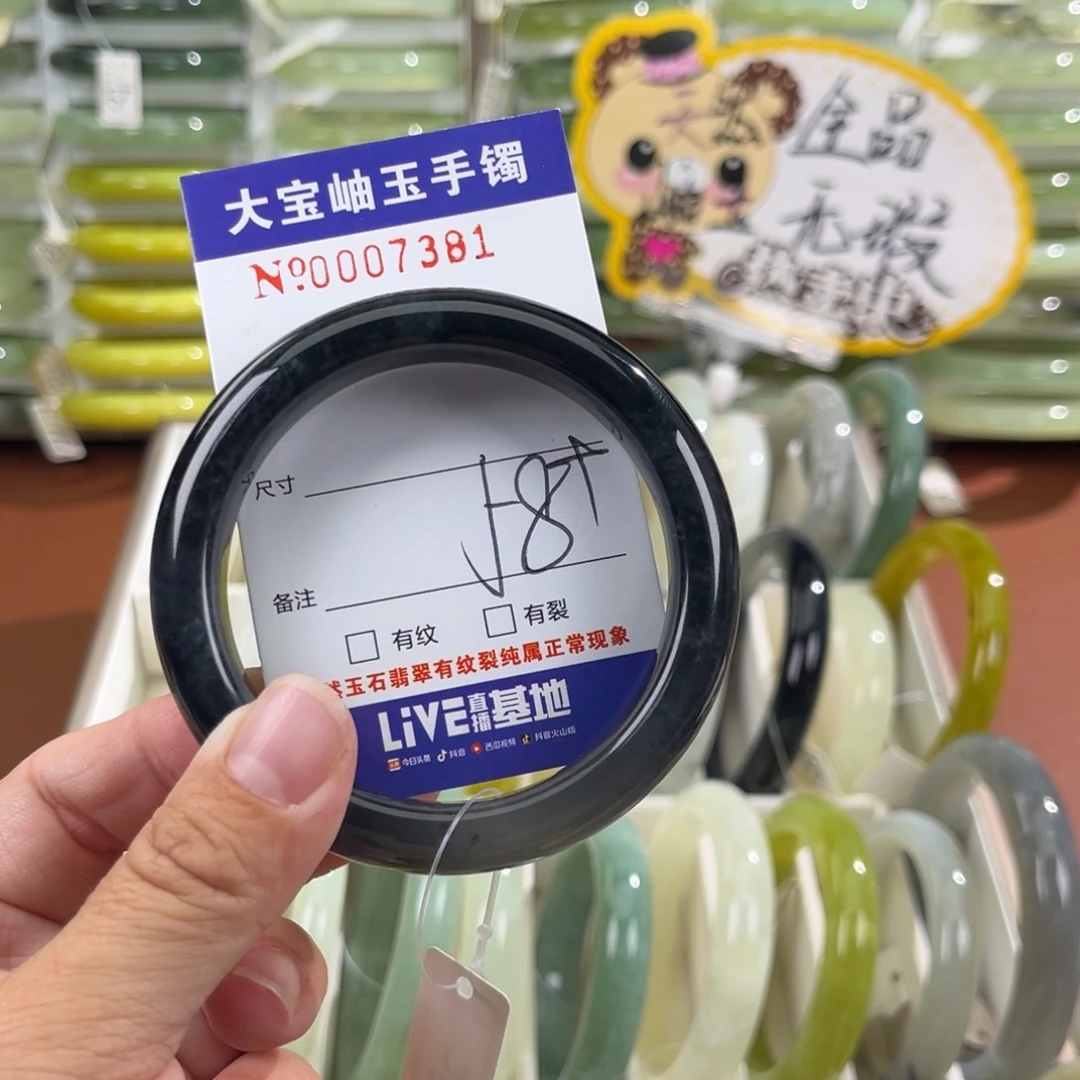 大宝岫玉手镯
№0007381
尺寸
58↑
备注
有纹
有裂
玉石翡翠有纹裂纯属正常现象
LiVE直播基地
今日头条 抖音 西瓜视频 抖音火山版
全品
无瑕